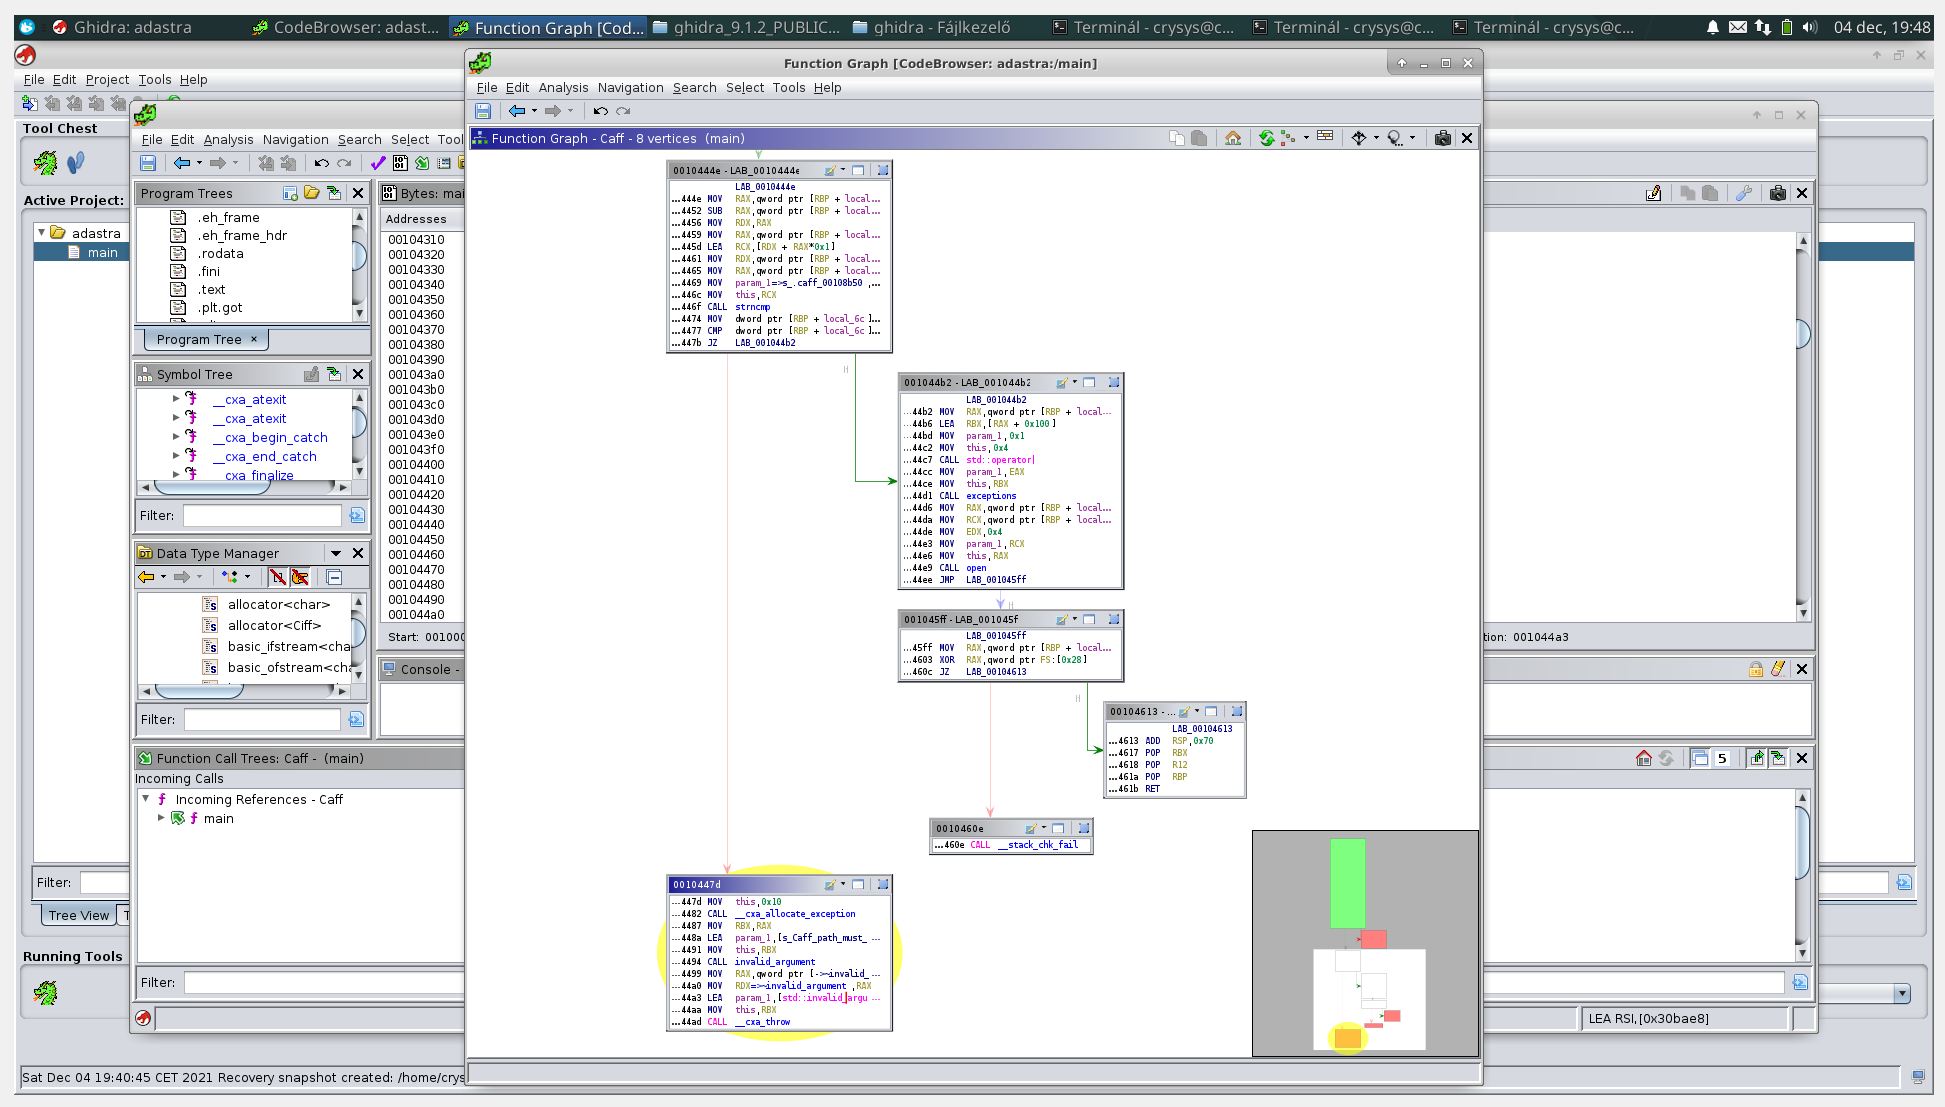 Ghidra: adastra
CodeBrowser: adast...
Function Graph [Cod...
ghidra_9.1.2_PUBLIC...
ghidra - Fájlkezelő
Terminál - crysys@c...
Terminál - crysys@c...
Terminál - crysys@c...
04 dec, 19:48
File Edit Project Tools Help
Tool Chest
Active Project:
adastra
main
Filter:
Tree View
Running Tools
Sat Dec 04 19:40:45 CET 2021 Recovery snapshot created: /home/crys
File Edit Analysis Navigation Search Select Tool
Program Trees
.eh_frame
.eh_frame_hdr
.rodata
.fini
.text
.plt.got
Program Tree ×
Symbol Tree
__cxa_atexit
__cxa_atexit
__cxa_begin_catch
__cxa_end_catch
cxa_finalize
Filter:
Data Type Manager
allocator<char>
allocator<Ciff>
basic_ifstream<cha
basic_ofstream<cha
Filter:
Bytes: mai
Addresses
00104310
00104320
00104330
00104340
00104350
00104360
00104370
00104380
00104390
001043a0
001043b0
001043c0
001043d0
001043e0
001043f0
00104400
00104410
00104420
00104430
00104440
00104450
00104460
00104470
00104480
00104490
001044a0
Start: 001000
tion: 001044a3
Console -
Function Call Trees: Caff - (main)
Incoming Calls
Incoming References - Caff
main
Filter:
5
LEA RSI,[0x30bae8]
Function Graph [CodeBrowser: adastra:/main]
File Edit Analysis Navigation Search Select Tools Help
Function Graph - Caff - 8 vertices (main)
0010444e - LAB_0010444e
LAB_0010444e
...444e MOV RAX,qword ptr [RBP + local...
...4452 SUB RAX,qword ptr [RBP + local...
...4456 MOV RDX,RAX
...4459 MOV RAX,qword ptr [RBP + local...
...445d LEA RCX,[RDX + RAX*0x1]
...4461 MOV RDX,qword ptr [RBP + local...
...4465 MOV RAX,qword ptr [RBP + local...
...4469 MOV param_1=>s_.caff_00108b50 ,...
...446c MOV this,RCX
...446f CALL strncmp
...4474 MOV dword ptr [RBP + local_6c ]...
...4477 CMP dword ptr [RBP + local_6c ]...
...447b JZ LAB_001044b2
001044b2 - LAB_001044b2
LAB_001044b2
...44b2 MOV RAX,qword ptr [RBP + local...
...44b6 LEA RBX,[RAX + 0x100]
...44bd MOV param_1,0x1
...44c2 MOV this,0x4
...44c7 CALL std::operator|
...44cc MOV param_1,EAX
...44ce MOV this,RBX
...44d1 CALL exceptions
...44d6 MOV RAX,qword ptr [RBP + local...
...44da MOV RCX,qword ptr [RBP + local...
...44de MOV EDX,0x4
...44e3 MOV param_1,RCX
...44e6 MOV this,RAX
...44e9 CALL open
...44ee JMP LAB_001045ff
001045ff - LAB_001045f
LAB_001045ff
...45ff MOV RAX,qword ptr [RBP + local...
...4603 XOR RAX,qword ptr FS:[0x28]
...460c JZ LAB_00104613
00104613 - ...
LAB_00104613
...4613 ADD RSP,0x70
...4617 POP RBX
...4618 POP R12
...461a POP RBP
...461b RET
0010460e
...460e CALL __stack_chk_fail
0010447d
...447d MOV this,0x10
...4482 CALL __cxa_allocate_exception
...4487 MOV RBX,RAX
...448a LEA param_1,[s_Caff_path_must_ ...
...4491 MOV this,RBX
...4494 CALL invalid_argument
...4499 MOV RAX,qword ptr [->~invalid_ ...
...44a0 MOV RDX=>~invalid_argument ,RAX
...44a3 LEA param_1,[std::invalid_argu ...
...44aa MOV this,RBX
...44ad CALL __cxa_throw